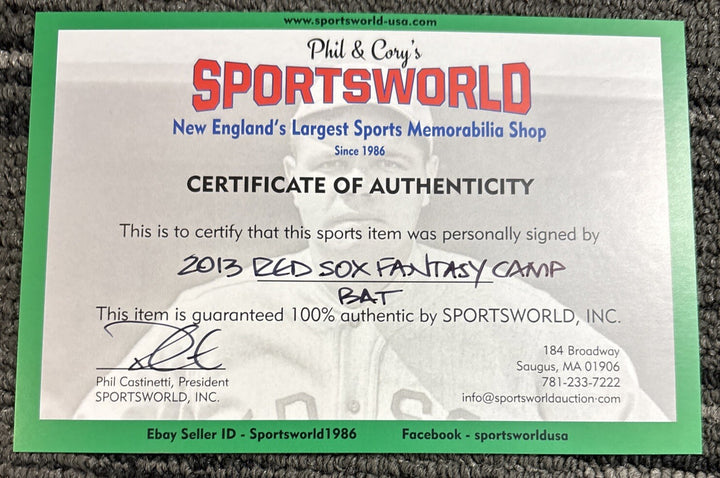 www.sportsworld-usa.com
Phil & Cory's
SPORTSWORLD
New England's Largest Sports Memorabilia Shop
Since 1986
CERTIFICATE OF AUTHENTICITY
This is to certify that this sports item was personally signed by
2013 RED SOX FANTASY CAMP
BAT
This item is guaranteed 100% authentic by SPORTSWORLD, INC.
Phil Castinetti, President
SPORTSWORLD, INC.
184 Broadway
Saugus, MA 01906
781-233-7222
info@sportsworldauction.com
Ebay Seller ID - Sportsworld1986
Facebook - sportsworldusa